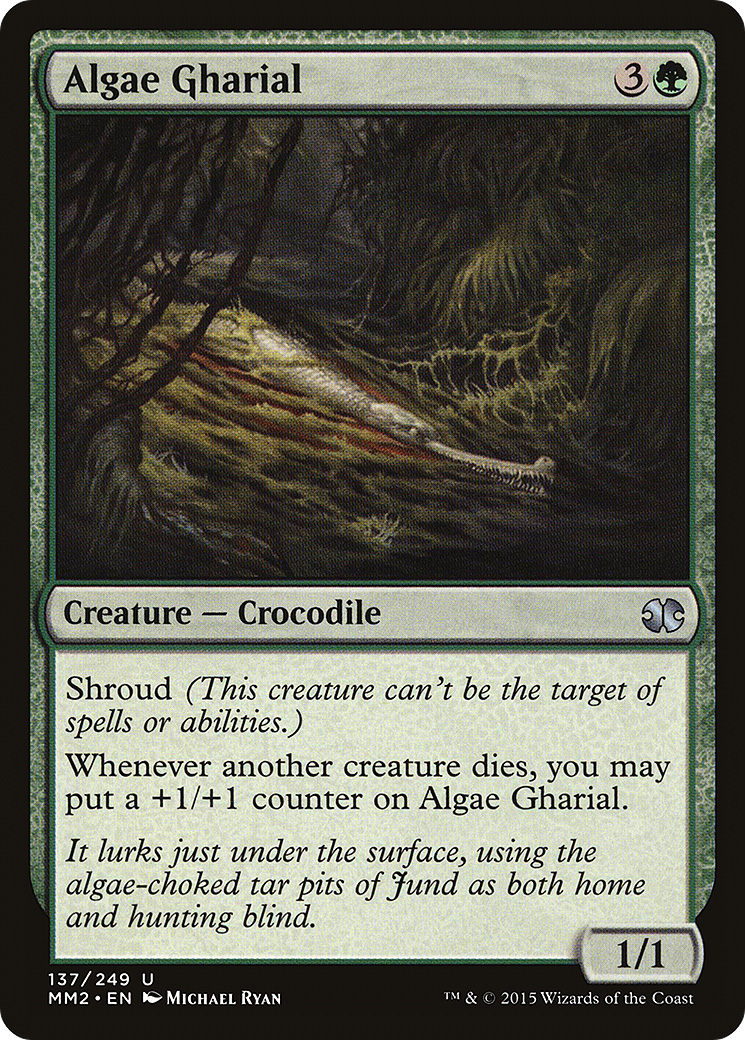 Algae Gharial 3
Creature — Crocodile
Shroud (This creature can't be the target of
spells or abilities.)
Whenever another creature dies, you may
put a +1/+1 counter on Algae Gharial.
It lurks just under the surface, using the
algae-choked tar pits of Jund as both home
and hunting blind.
1/1
137/249 U
MM2 • EN Michael Ryan
™ & © 2015 Wizards of the Coast